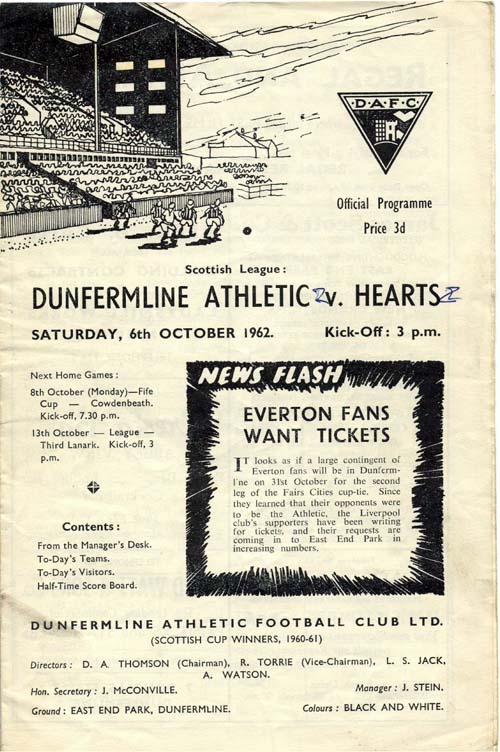 D.A.F.C
Official Programme
Price 3d
Scottish League :
DUNFERMLINE ATHLETIC 2 v. HEARTS 2
SATURDAY, 6th OCTOBER 1962. Kick-Off : 3 p.m.
Next Home Games :
8th October (Monday)—Fife
Cup — Cowdenbeath.
Kick-off, 7.30 p.m.
13th October — League —
Third Lanark. Kick-off, 3
p.m.
Contents :
From the Manager's Desk.
To-Day's Teams.
To-Day's Visitors.
Half-Time Score Board.
NEWS FLASH
EVERTON FANS
WANT TICKETS
IT looks as if a large contingent of
Everton fans will be in Dunferm-
line on 31st October for the second
leg of the Fairs Cities cup-tie. Since
they learned that their opponents were
to be the Athletic, the Liverpool
club's supporters have been writing
for tickets, and their requests are
coming in to East End Park in
increasing numbers.
DUNFERMLINE ATHLETIC FOOTBALL CLUB LTD.
(SCOTTISH CUP WINNERS, 1960-61)
Directors : D. A. THOMSON (Chairman), R. TORRIE (Vice-Chairman), L. S. JACK,
A. WATSON.
Hon. Secretary : J. McCONVILLE. Manager : J. STEIN.
Ground : EAST END PARK, DUNFERMLINE. Colours : BLACK AND WHITE.